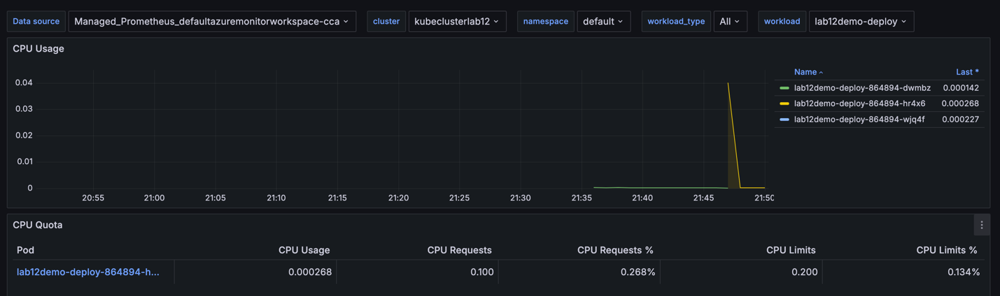 Data source Managed_Prometheus_defaultazuremonitorworkspace-cca cluster kubeclusterlab12 namespace default workload_type All workload lab12demo-deploy
CPU Usage
Name Last *
lab12demo-deploy-864894-dwmbz 0.000142
lab12demo-deploy-864894-hr4x6 0.000268
lab12demo-deploy-864894-wjq4f 0.000227
0.04
0.03
0.02
0.01
0
20:55 21:00 21:05 21:10 21:15 21:20 21:25 21:30 21:35 21:40 21:45 21:50
CPU Quota
Pod CPU Usage CPU Requests CPU Requests % CPU Limits CPU Limits %
lab12demo-deploy-864894-h... 0.000268 0.100 0.268% 0.200 0.134%